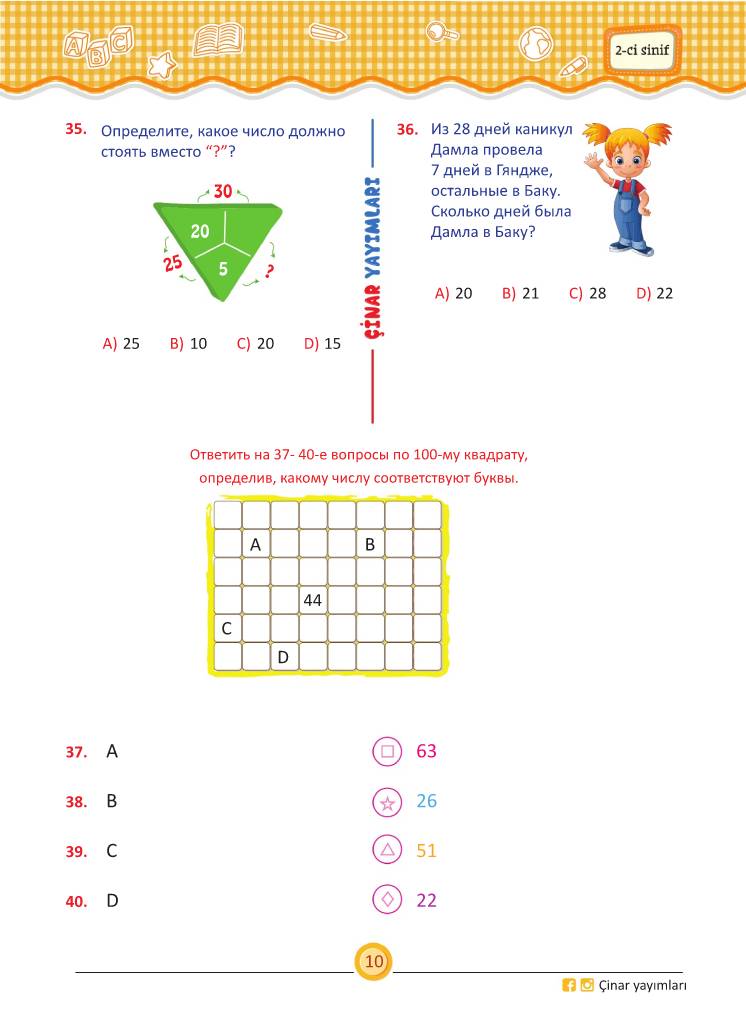 ABC
2-ci sinif
35. Определите, какое число должно
стоять вместо “?”?
30
20
25
5
?
A) 25 B) 10 C) 20 D) 15
ÇİNAR YAYIMLARI
36. Из 28 дней каникул
Дамла провела
7 дней в Гяндже,
остальные в Баку.
Сколько дней была
Дамла в Баку?
A) 20 B) 21 C) 28 D) 22
Ответить на 37- 40-е вопросы по 100-му квадрату,
определив, какому числу соответствуют буквы.
A B
44
C
D
37. A 63
38. B 26
39. C 51
40. D 22
10
Çinar yayımları